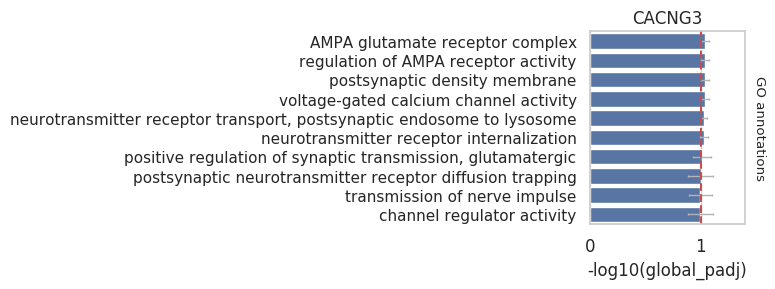 CACNG3
AMPA glutamate receptor complex
regulation of AMPA receptor activity
postsynaptic density membrane
voltage-gated calcium channel activity
neurotransmitter receptor transport, postsynaptic endosome to lysosome
neurotransmitter receptor internalization
positive regulation of synaptic transmission, glutamatergic
postsynaptic neurotransmitter receptor diffusion trapping
transmission of nerve impulse
channel regulator activity
GO annotations
0 1
-log10(global_padj)